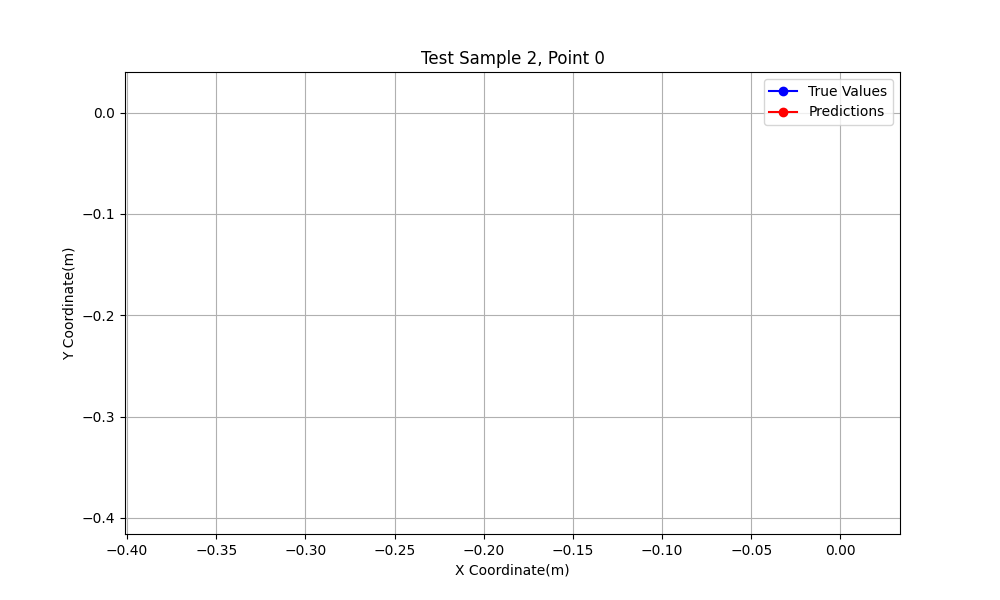 Test Sample 2, Point 0
True Values
Predictions
0.0
−0.1
−0.2
−0.3
−0.4
Y Coordinate(m)
−0.40 −0.35 −0.30 −0.25 −0.20 −0.15 −0.10 −0.05 0.00
X Coordinate(m)